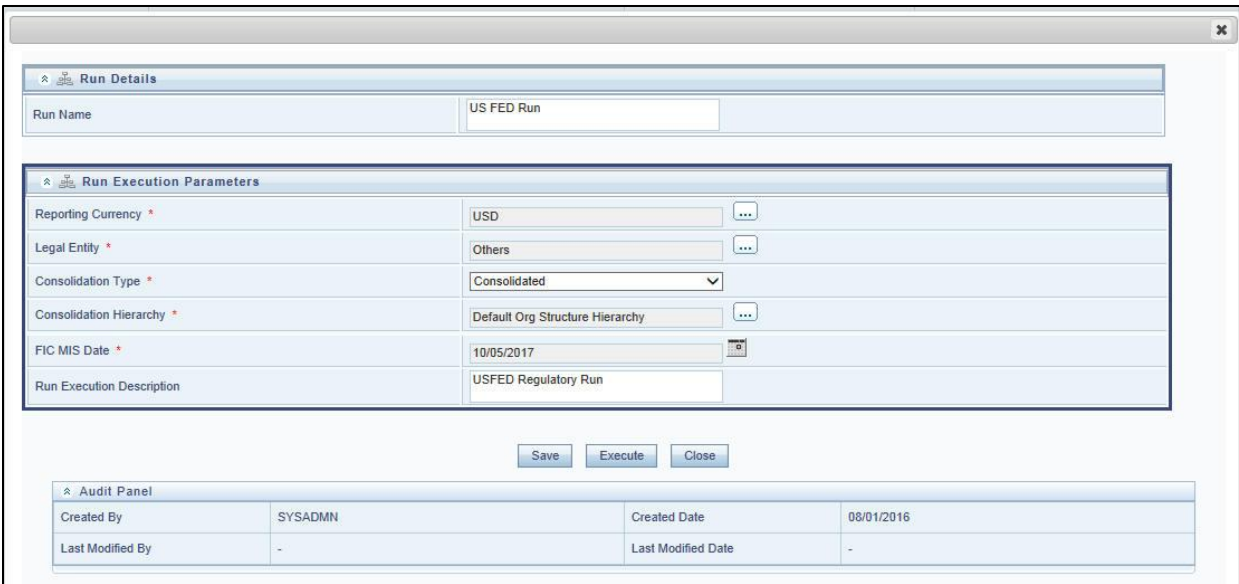 Run Details
Run Name US FED Run
Run Execution Parameters
Reporting Currency * USD ...
Legal Entity * Others ...
Consolidation Type * Consolidated
Consolidation Hierarchy * Default Org Structure Hierarchy ...
FIC MIS Date * 10/05/2017
Run Execution Description USFED Regulatory Run
Save Execute Close
Audit Panel
Created By SYSADMN Created Date 08/01/2016
Last Modified By - Last Modified Date -